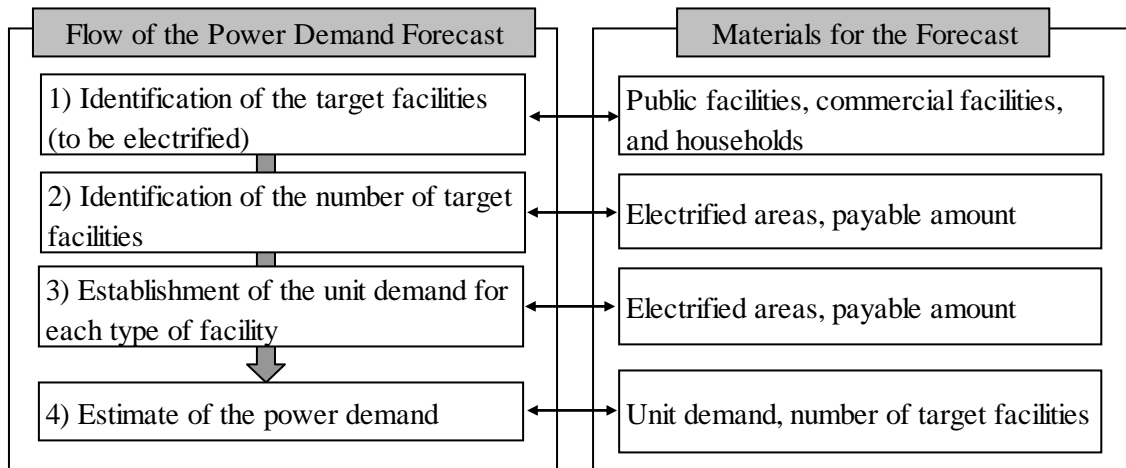 Flow of the Power Demand Forecast
1) Identification of the target facilities
(to be electrified)
2) Identification of the number of target
facilities
3) Establishment of the unit demand for
each type of facility
4) Estimate of the power demand
Materials for the Forecast
Public facilities, commercial facilities,
and households
Electrified areas, payable amount
Electrified areas, payable amount
Unit demand, number of target facilities